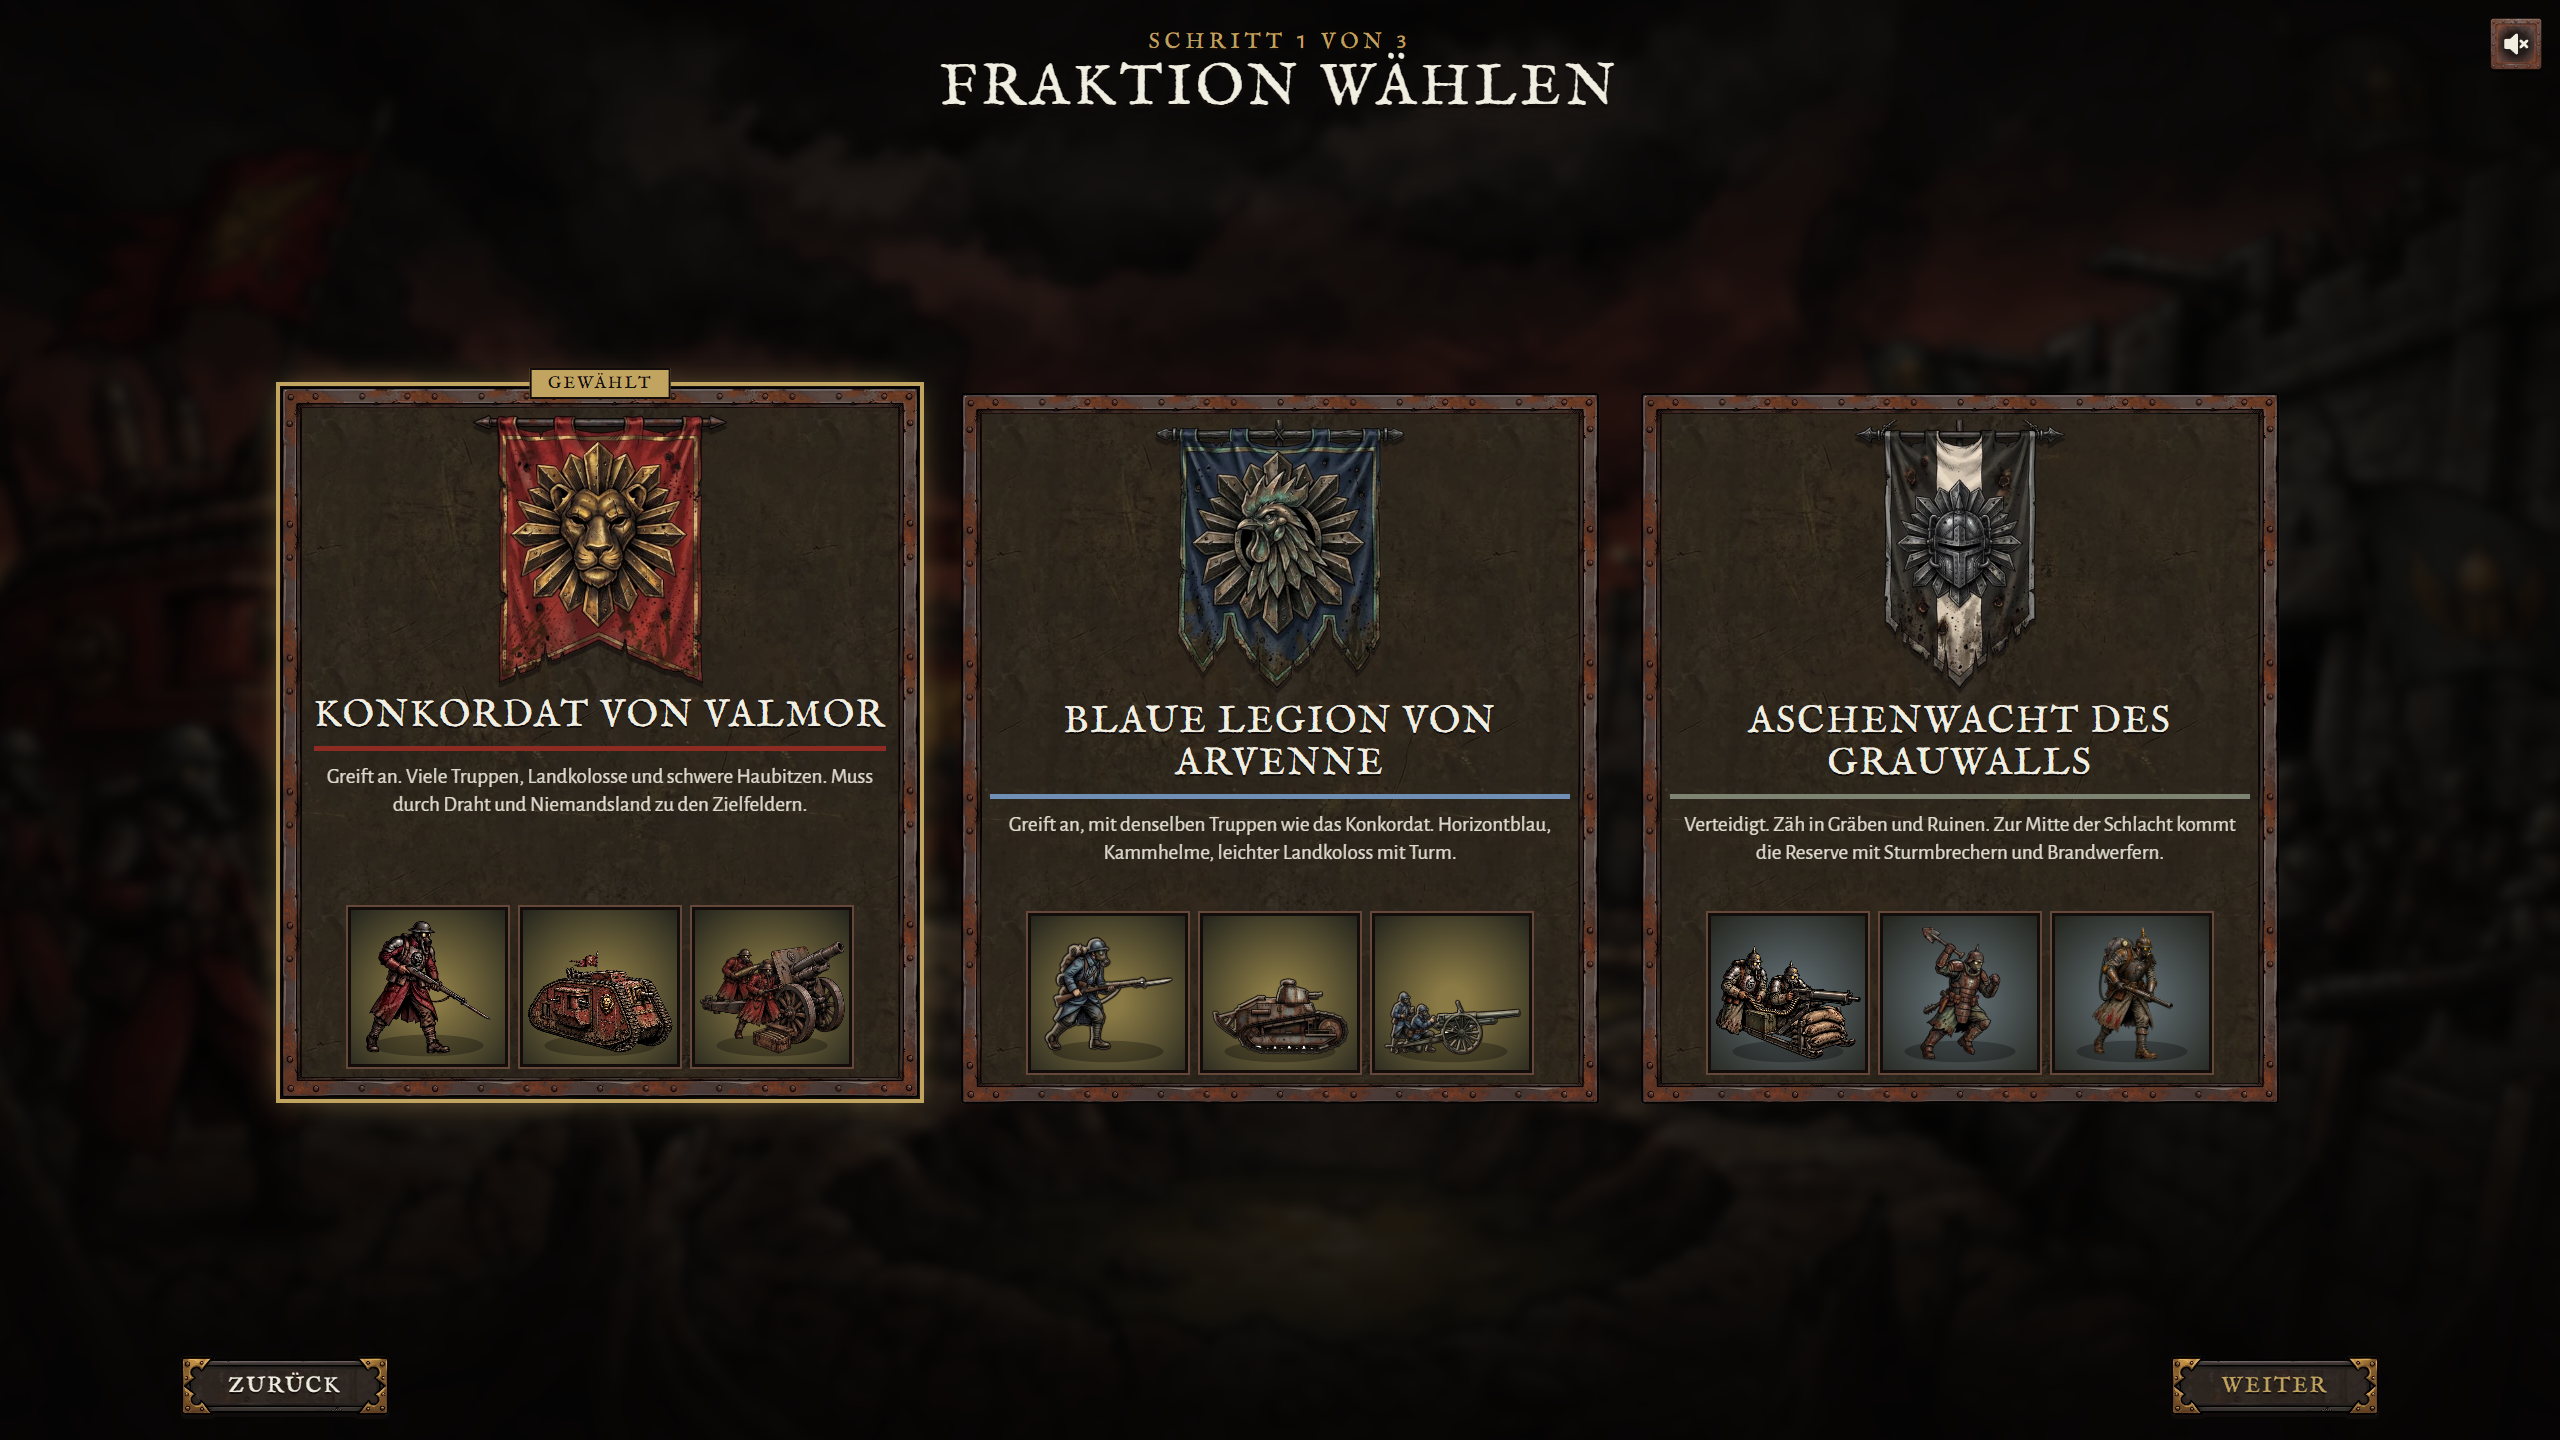 SCHRITT 1 VON 3
FRAKTION WÄHLEN
GEWÄHLT
KONKORDAT VON VALMOR
Greift an. Viele Truppen, Landkolosse und schwere Haubitzen. Muss
durch Draht und Niemandsland zu den Zielfeldern.
BLAUE LEGION VON
ARVENNE
Greift an, mit denselben Truppen wie das Konkordat. Horizontblau,
Kammhelme, leichter Landkoloss mit Turm.
ASCHENWACHT DES
GRAUWALLS
Verteidigt. Zäh in Gräben und Ruinen. Zur Mitte der Schlacht kommt
die Reserve mit Sturmbrechern und Brandwerfern.
ZURÜCK
WEITER